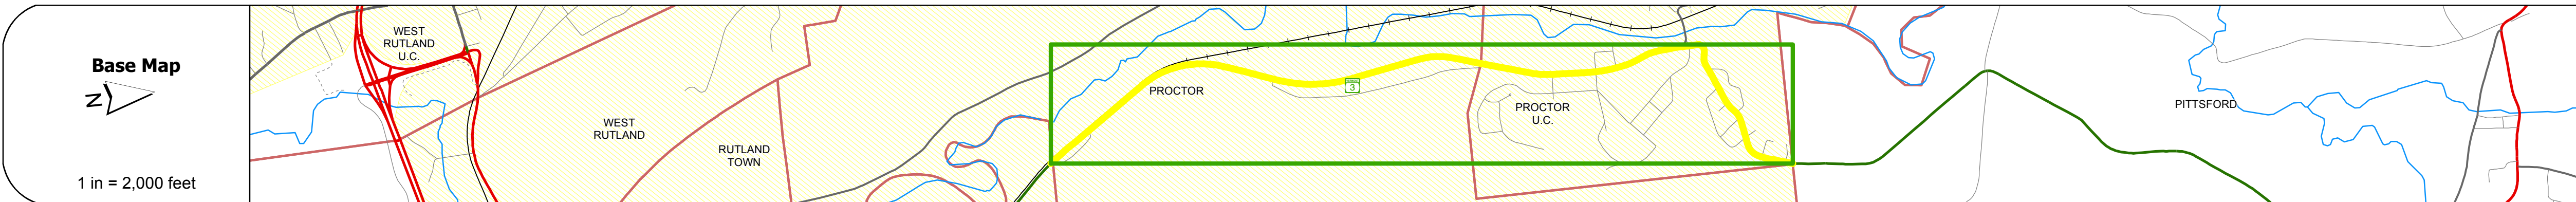 Base Map
N
1 in = 2,000 feet
WEST
RUTLAND
U.C.
WEST
RUTLAND
RUTLAND
TOWN
PROCTOR
3
PROCTOR
U.C.
PITTSFORD